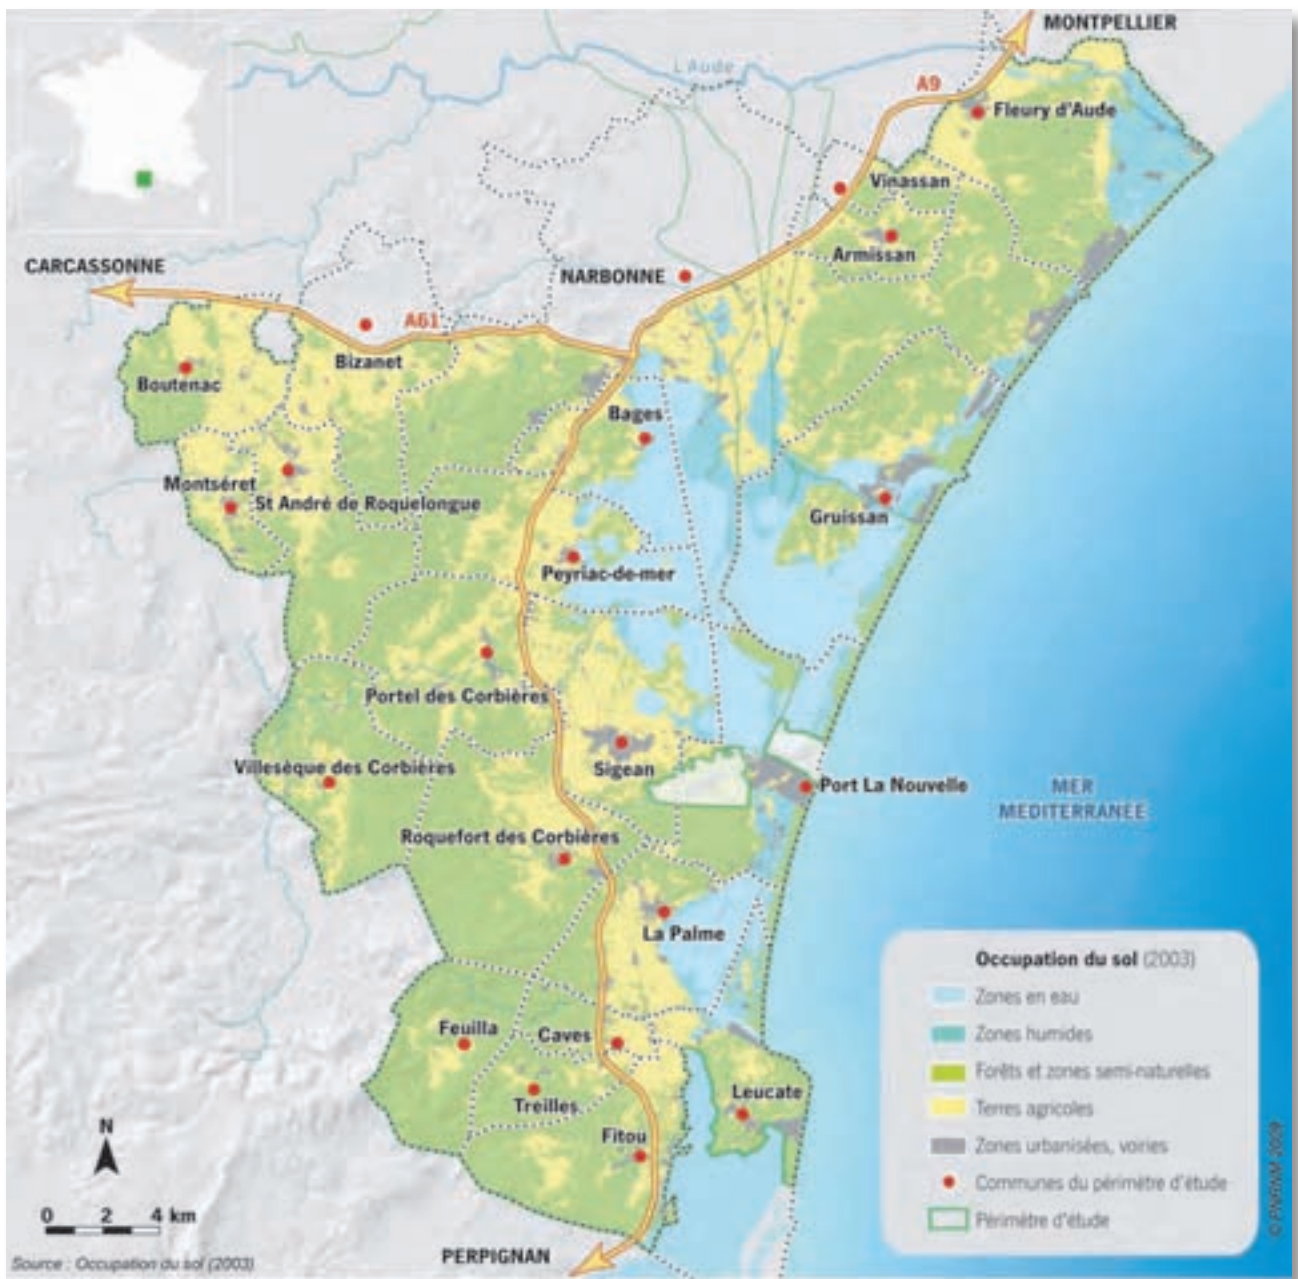 MONTPELLIER
L'Aude
A9
Fleury d'Aude
Vinassan
Armissan
CARCASSONNE
NARBONNE
A61
Bizanet
Boutenac
Bages
Montséret
St André de Roquelongue
Gruissan
Peyriac-de-mer
Portel des Corbières
Sigean
Villesèque des Corbières
Port La Nouvelle
MER
MEDITERRANÉE
Roquefort des Corbières
La Palme
Feuilla
Caves
Treilles
Leucate
Fitou
PERPIGNAN
N
0 2 4 km
Source : Occupation du sol (2003)
Occupation du sol (2003)
Zones en eau
Zones humides
Forêts et zones semi-naturelles
Terres agricoles
Zones urbanisées, voiries
Communes du périmètre d'étude
Périmètre d'étude
© PNRNM 2009